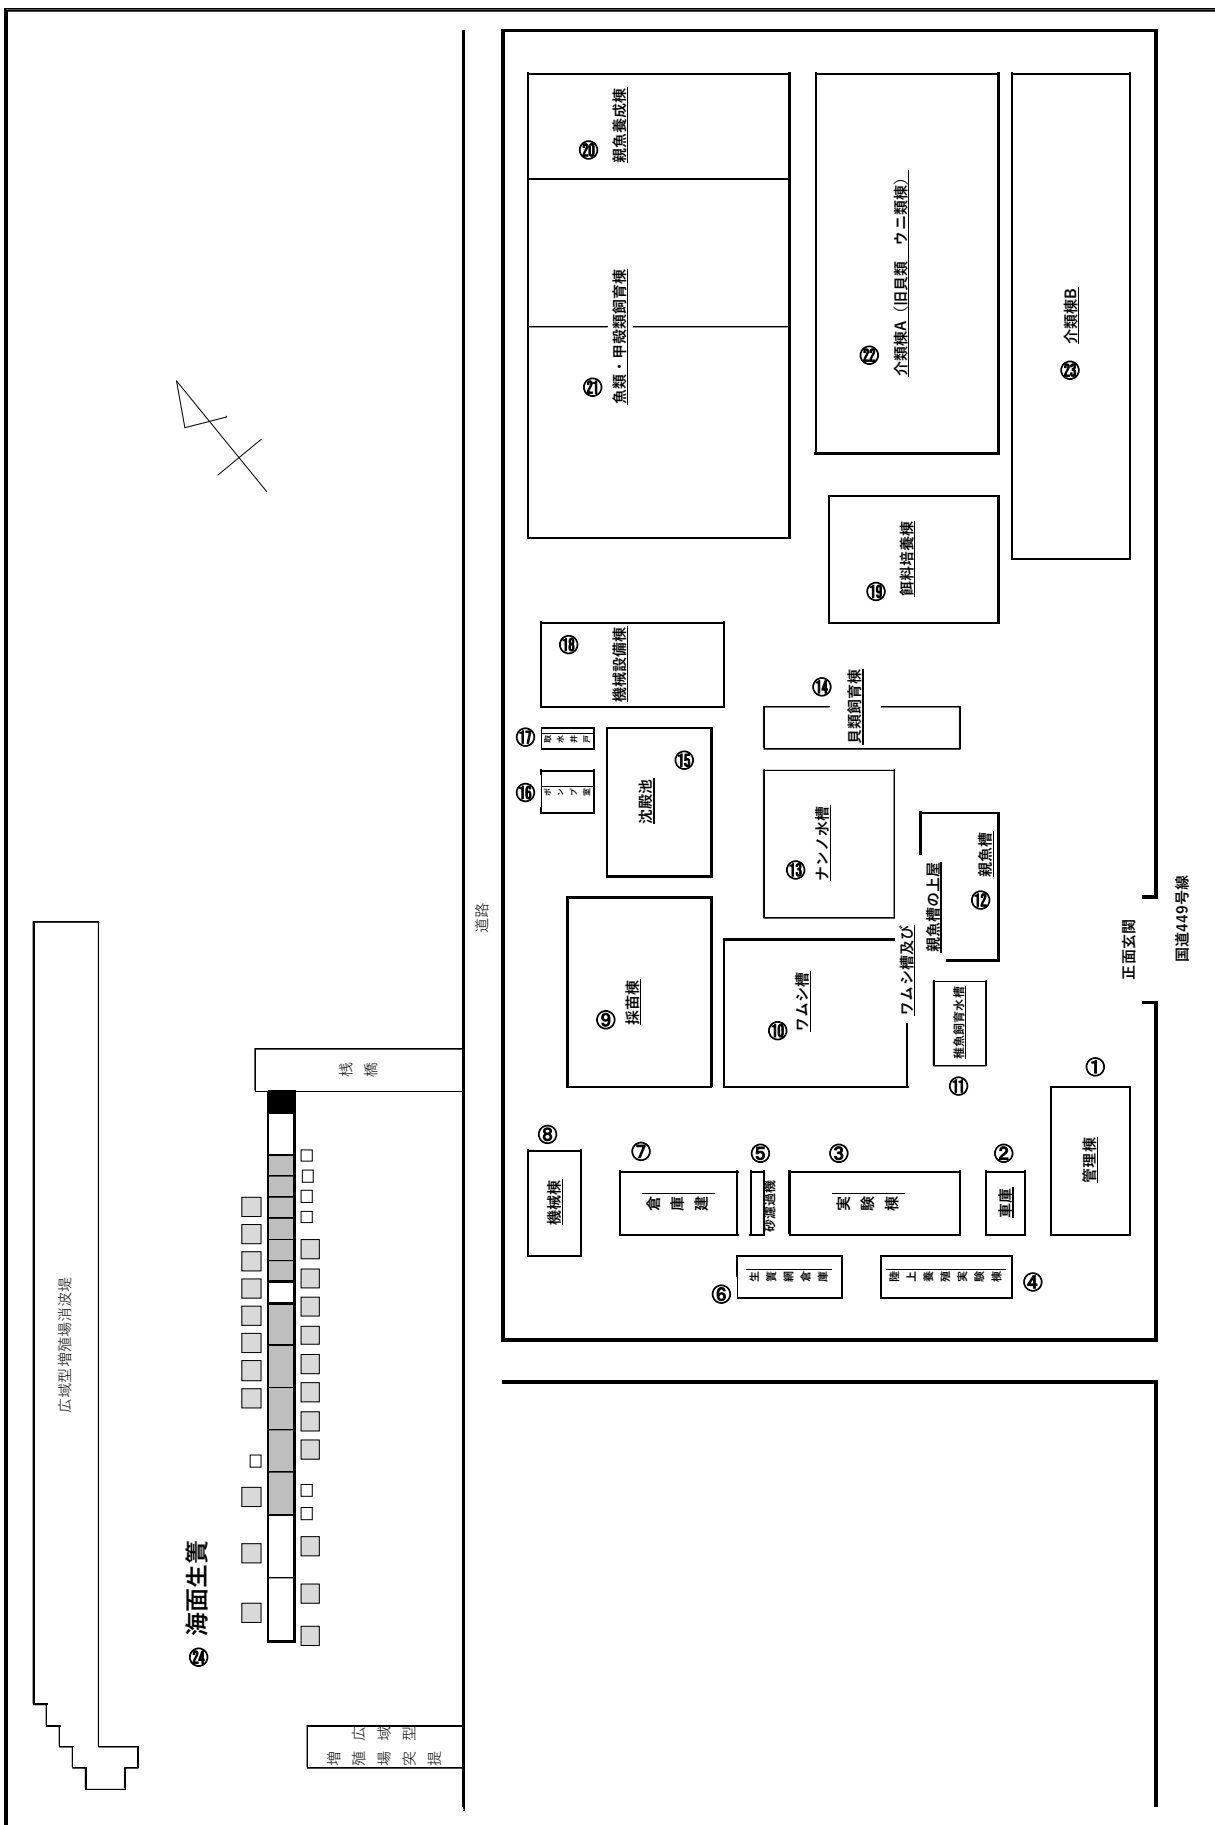 ⑳ 親魚養成棟
㉑ 魚類・甲殻類飼育棟
㉒ 介類棟A（旧貝類　ウニ類棟）
㉓ 介類棟B
⑲ 餌料培養棟
⑱ 機械設備棟
⑭ 貝類飼育棟
⑰ 取水井戸
⑯ ポンプ室
⑮ 沈殿池
⑬ ナンノ水槽
⑫ 親魚槽
ワムシ槽及び
親魚槽の上屋
道路
正面玄関
国道449号線
⑨ 採苗棟
⑩ ワムシ槽
⑪ 稚魚飼育水槽
① 管理棟
⑧ 機械棟
⑦ 倉庫建
⑤ 砂濾過機
③ 実験棟
② 車庫
⑥ 生簀網倉庫
④ 陸上養殖実験棟
桟橋
広域型増殖場消波堤
㉔ 海面生簀
広域型
増殖場突提